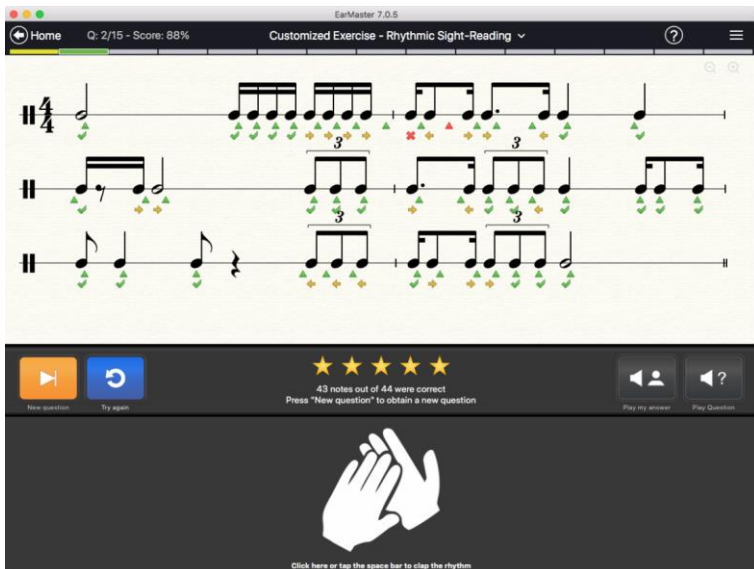 EarMaster 7.0.5
Home Q: 2/15 - Score: 88% Customized Exercise - Rhythmic Sight-Reading ?
4
4
3
3 3
3 3
43 notes out of 44 were correct
Press "New question" to obtain a new question
?
New question Try again Play my answer Play Question
Click here or tap the space bar to clap the rhythm